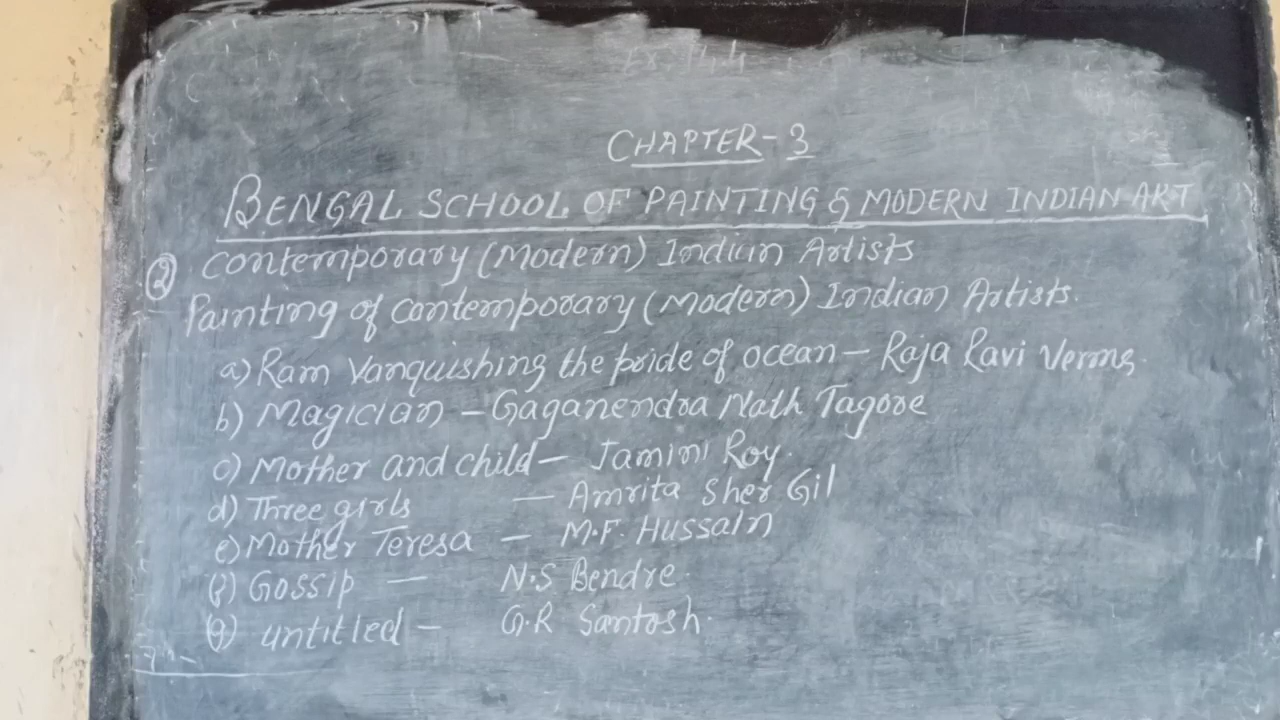 CHAPTER-3
BENGAL SCHOOL OF PAINTING & MODERN INDIAN ART
② Contemporary (Modern) Indian Artists
Painting of contemporary (Modern) Indian Artists.
a) Ram Vanquishing the pride of ocean – Raja Ravi Verma.
b) Magician – Gaganendra Nath Tagore
c) Mother and child – Jamini Roy.
d) Three girls – Amrita Sher Gil
e) Mother Teresa – M.F. Hussain
(f) Gossip – N.S Bendre.
(g) untitled – G.R Santosh.